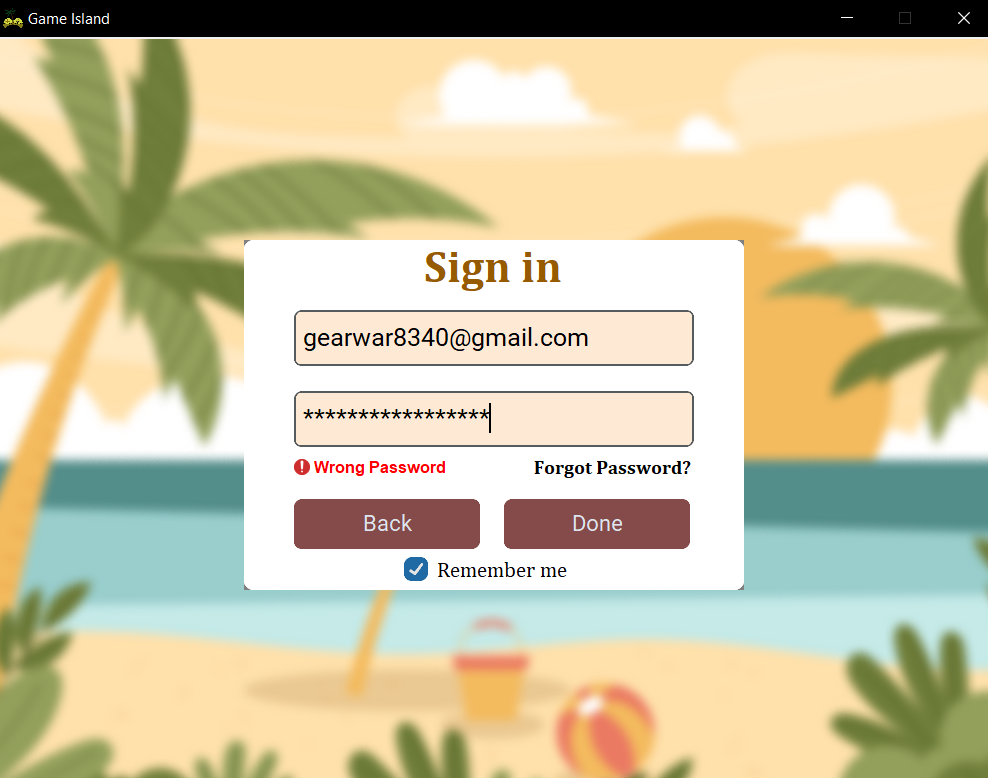 Game Island
Sign in
gearwar8340@gmail.com
*****************
Wrong Password
Forgot Password?
Back
Done
Remember me